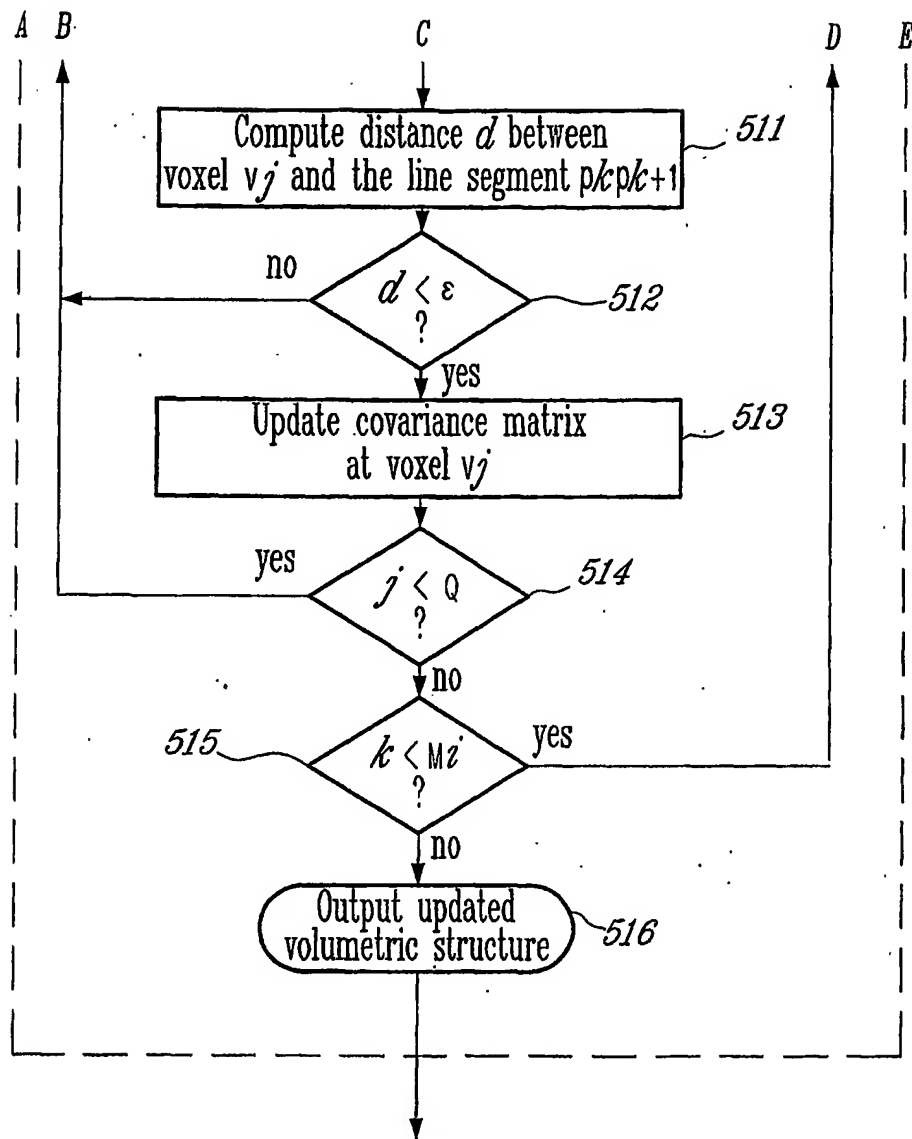 A B C D E
Compute distance d between
voxel vj and the line segment pkpk+1
511
no
d < ε
?
512
yes
Update covariance matrix
at voxel vj
513
yes
j < Q
?
514
no
515
k < Mi
?
yes
no
Output updated
volumetric structure
516